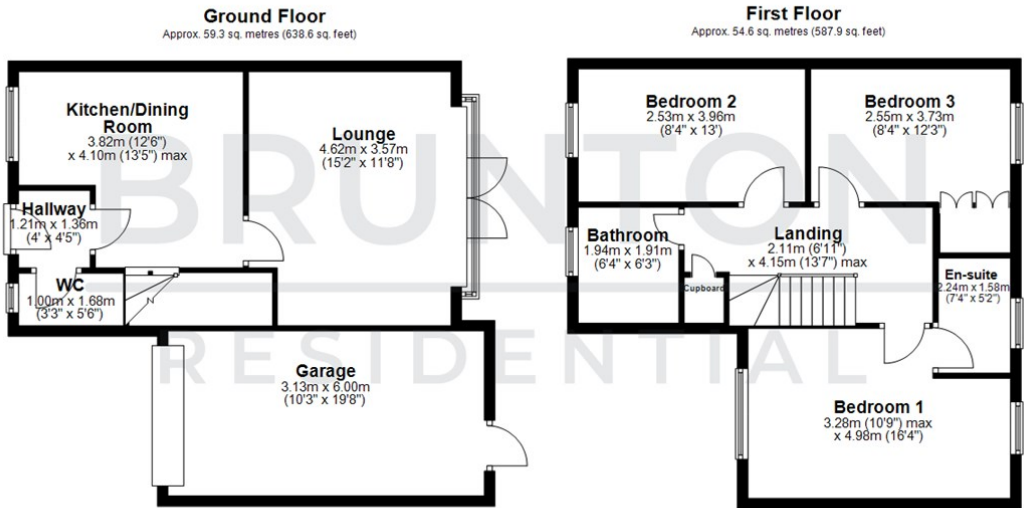 Ground Floor
Approx. 59.3 sq. metres (638.6 sq. feet)
Kitchen/Dining
Room
3.82m (12'6")
x 4.10m (13'5") max
Lounge
4.62m x 3.57m
(15'2" x 11'8")
Hallway
1.21m x 1.36m
(4' x 4'5")
WC
1.00m x 1.68m
(3'3" x 5'6")
Garage
3.13m x 6.00m
(10'3" x 19'8")
First Floor
Approx. 54.6 sq. metres (587.9 sq. feet)
Bedroom 2
2.53m x 3.96m
(8'4" x 13')
Bedroom 3
2.55m x 3.73m
(8'4" x 12'3")
Bathroom
1.94m x 1.91m
(6'4" x 6'3")
Landing
2.11m (6'11")
x 4.15m (13'7") max
Cupboard
En-suite
2.24m x 1.58m
(7'4" x 5'2")
Bedroom 1
3.28m (10'9") max
x 4.98m (16'4")
BRUNTON
RESIDENTIAL